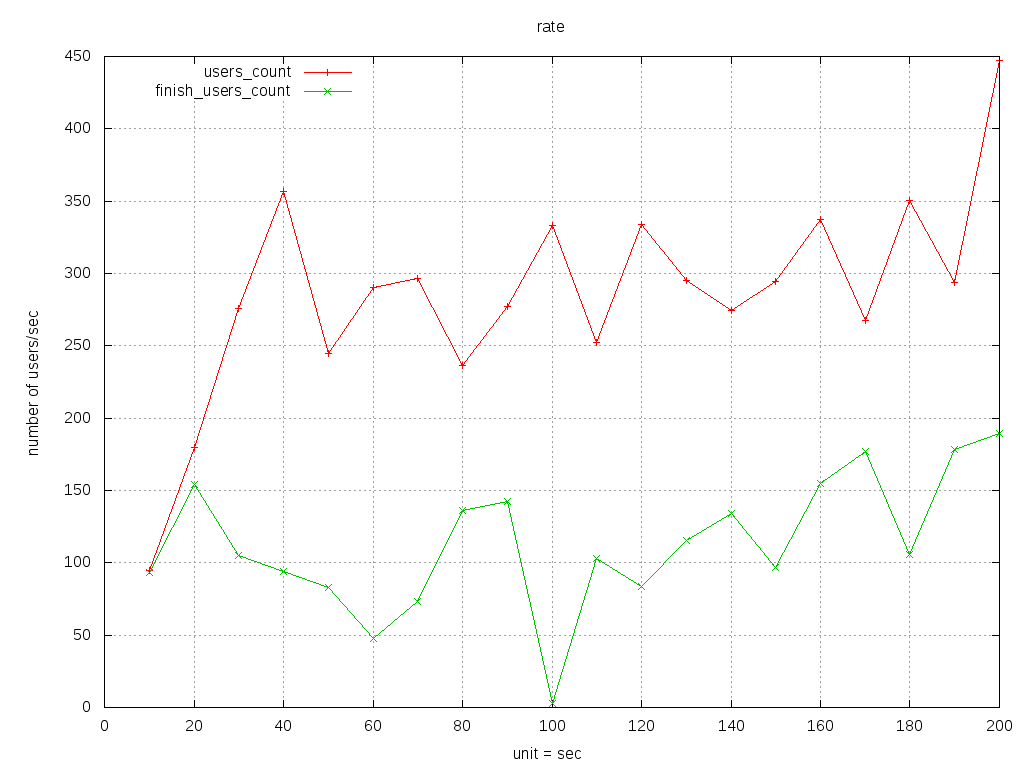 rate
450
users_count
finish_users_count
400
350
300
250
200
150
100
50
0
number of users/sec
0 20 40 60 80 100 120 140 160 180 200
unit = sec